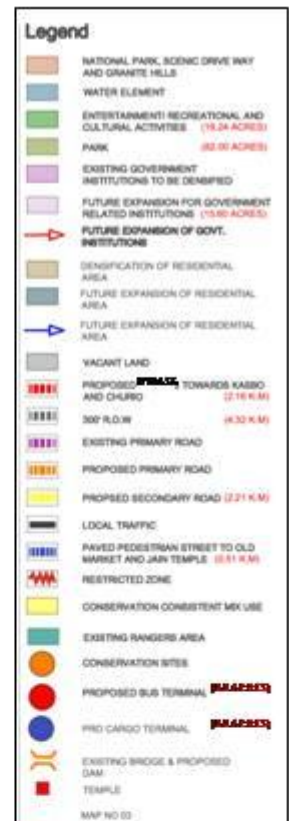 Legend
NATIONAL PARK, SCENIC DRIVE WAY
AND GRANITE HILLS
WATER ELEMENT
ENTERTAINMENT/ RECREATIONAL AND
CULTURAL ACTIVITIES (19.24 ACRES)
PARK (82.00 ACRES)
EXISTING GOVERNMENT
INSTITUTIONS TO BE DENSIFIED
FUTURE EXPANSION FOR GOVERNMENT
RELATED INSTITUTIONS (15.60 ACRES)
FUTURE EXPANSION OF GOVT.
INSTITUTIONS
DENSIFICATION OF RESIDENTIAL
AREA
FUTURE EXPANSION OF RESIDENTIAL
AREA
FUTURE EXPANSION OF RESIDENTIAL
AREA
VACANT LAND
PROPOSED TOWARDS KASBO
AND CHURIO (2.16 K.M)
300' R.O.W (4.32 K.M)
EXISTING PRIMARY ROAD
PROPOSED PRIMARY ROAD
PROPSED SECONDARY ROAD (2.21 K.M)
LOCAL TRAFFIC
PAVED PEDESTRIAN STREET TO OLD
MARKET AND JAIN TEMPLE (0.51 K.M)
RESTRICTED ZONE
CONSERVATION CONSISTENT MIX USE
EXISTING RANGERS AREA
CONSERVATION SITES
PROPOSED BUS TERMINAL
PRO CARGO TERMINAL
EXISTING BRIDGE & PROPOSED
DAM
TEMPLE
MAP NO 03